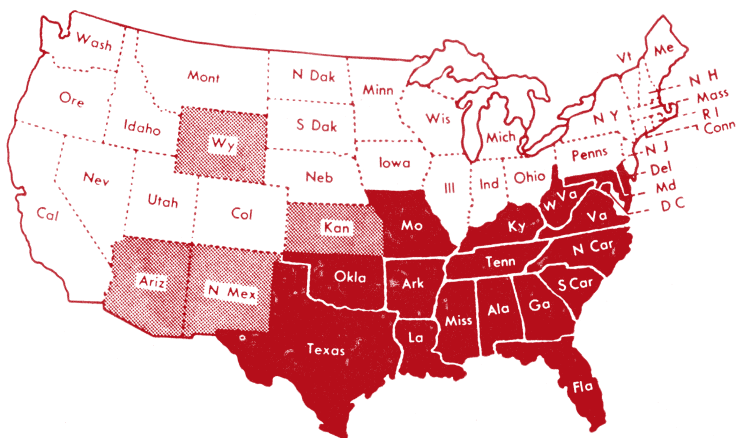 Wash
Mont
N Dak
Minn
Vt
Me
N H
Mass
R I
Conn
N J
Del
Md
D C
Ore
Idaho
Wy
S Dak
Wis
Mich
N Y
Penns
Nev
Utah
Col
Neb
Iowa
Ill
Ind
Ohio
Cal
Kan
Mo
Ky
W Va
Va
Ariz
N Mex
Okla
Ark
Tenn
N Car
S Car
Texas
La
Miss
Ala
Ga
Fla